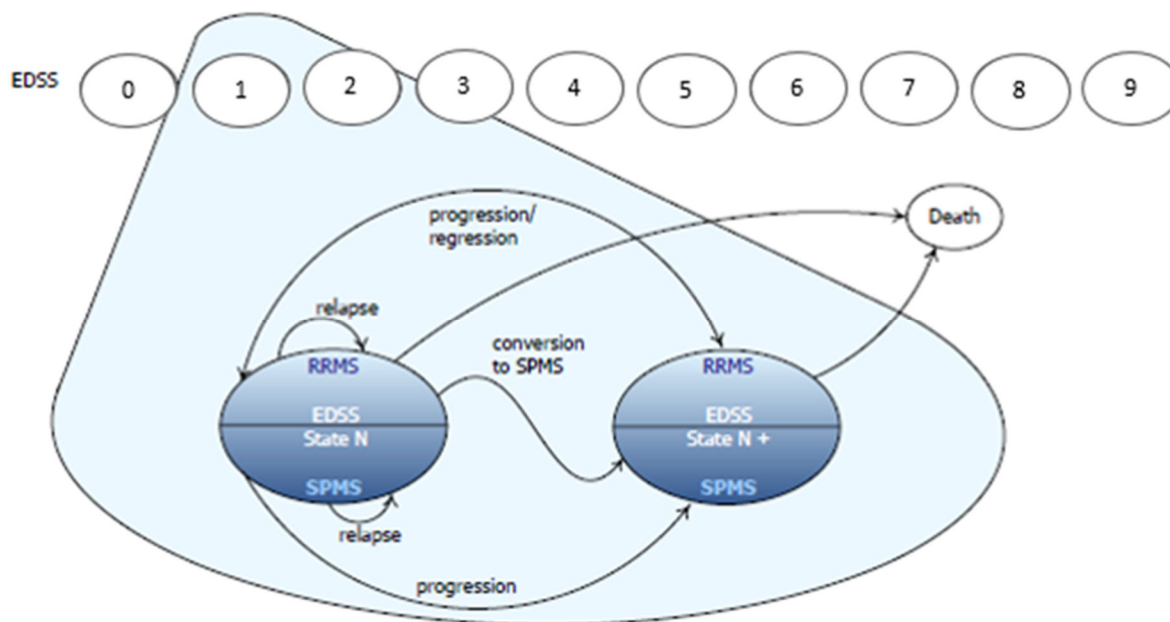 EDSS 0 1 2 3 4 5 6 7 8 9
Death
progression/
regression
relapse
conversion
to SPMS
RRMS
EDSS
State N
SPMS
RRMS
EDSS
State N +
SPMS
relapse
progression